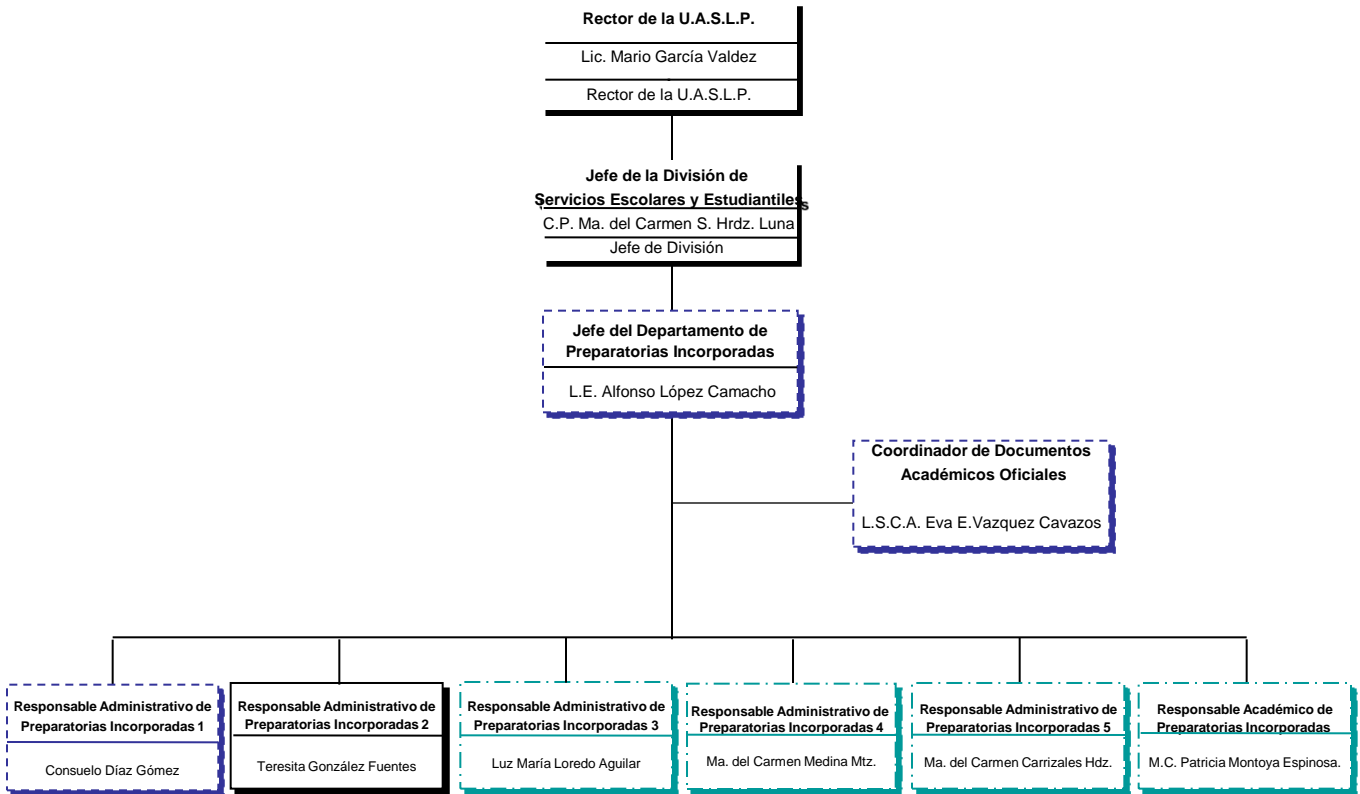 Rector de la U.A.S.L.P.
Lic. Mario García Valdez
Rector de la U.A.S.L.P.
Jefe de la División de
Servicios Escolares y Estudiantiles
C.P. Ma. del Carmen S. Hrdz. Luna
Jefe de División
Jefe del Departamento de
Preparatorias Incorporadas
L.E. Alfonso López Camacho
Coordinador de Documentos
Académicos Oficiales
L.S.C.A. Eva E.Vazquez Cavazos
Responsable Administrativo de
Preparatorias Incorporadas 1
Consuelo Díaz Gómez
Responsable Administrativo de
Preparatorias Incorporadas 2
Teresita González Fuentes
Responsable Administrativo de
Preparatorias Incorporadas 3
Luz María Loredo Aguilar
Responsable Administrativo de
Preparatorias Incorporadas 4
Ma. del Carmen Medina Mtz.
Responsable Administrativo de
Preparatorias Incorporadas 5
Ma. del Carmen Carrizales Hdz.
Responsable Académico de
Preparatorias Incorporadas
M.C. Patricia Montoya Espinosa.